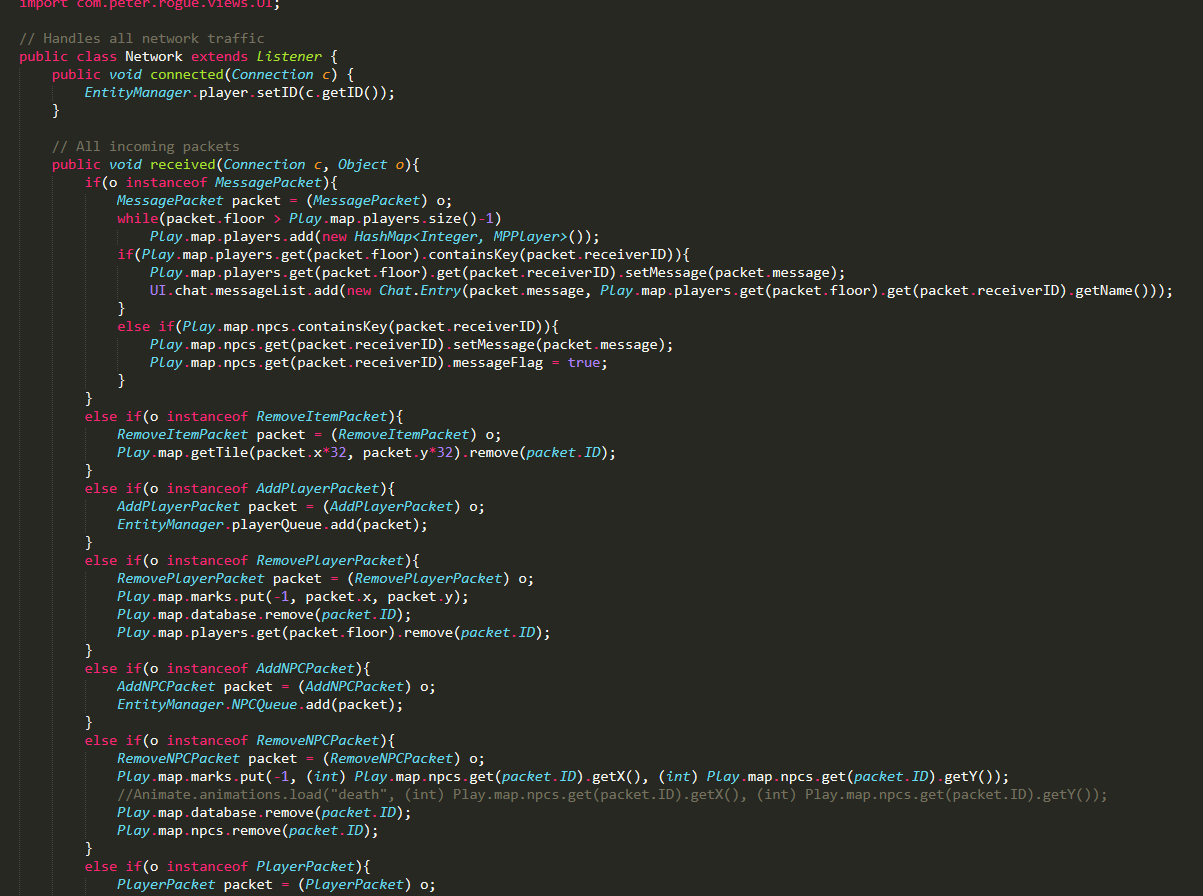 import com.peter.rogue.views.UI;
// Handles all network traffic
public class Network extends Listener {
    public void connected(Connection c) {
        EntityManager.player.setID(c.getID());
    }
    // All incoming packets
    public void received(Connection c, Object o){
        if(o instanceof MessagePacket){
            MessagePacket packet = (MessagePacket) o;
            while(packet.floor > Play.map.players.size()-1)
                Play.map.players.add(new HashMap<Integer, MPPlayer>());
            if(Play.map.players.get(packet.floor).containsKey(packet.receiverID)){
                Play.map.players.get(packet.floor).get(packet.receiverID).setMessage(packet.message);
                UI.chat.messageList.add(new Chat.Entry(packet.message, Play.map.players.get(packet.floor).get(packet.receiverID).getName()));
            }
            else if(Play.map.npcs.containsKey(packet.receiverID)){
                Play.map.npcs.get(packet.receiverID).setMessage(packet.message);
                Play.map.npcs.get(packet.receiverID).messageFlag = true;
            }
        }
        else if(o instanceof RemoveItemPacket){
            RemoveItemPacket packet = (RemoveItemPacket) o;
            Play.map.getTile(packet.x*32, packet.y*32).remove(packet.ID);
        }
        else if(o instanceof AddPlayerPacket){
            AddPlayerPacket packet = (AddPlayerPacket) o;
            EntityManager.playerQueue.add(packet);
        }
        else if(o instanceof RemovePlayerPacket){
            RemovePlayerPacket packet = (RemovePlayerPacket) o;
            Play.map.marks.put(-1, packet.x, packet.y);
            Play.map.database.remove(packet.ID);
            Play.map.players.get(packet.floor).remove(packet.ID);
        }
        else if(o instanceof AddNPCPacket){
            AddNPCPacket packet = (AddNPCPacket) o;
            EntityManager.NPCQueue.add(packet);
        }
        else if(o instanceof RemoveNPCPacket){
            RemoveNPCPacket packet = (RemoveNPCPacket) o;
            Play.map.marks.put(-1, (int) Play.map.npcs.get(packet.ID).getX(), (int) Play.map.npcs.get(packet.ID).getY());
            //Animate.animations.load("death", (int) Play.map.npcs.get(packet.ID).getX(), (int) Play.map.npcs.get(packet.ID).getY());
            Play.map.database.remove(packet.ID);
            Play.map.npcs.remove(packet.ID);
        }
        else if(o instanceof PlayerPacket){
            PlayerPacket packet = (PlayerPacket) o;